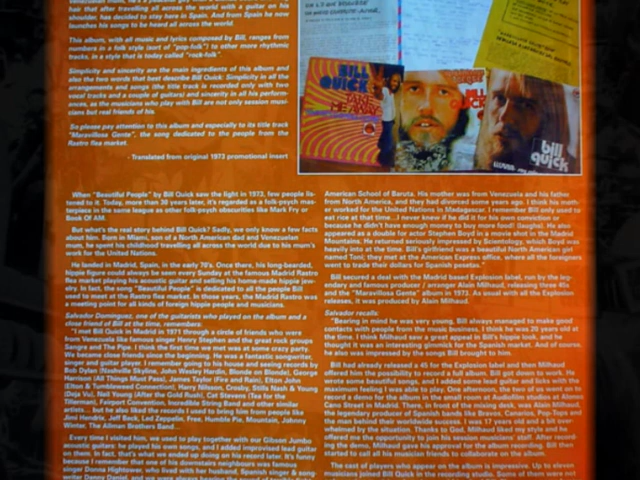 but after travelling all across the world with a guitar on his
shoulder, has decided to stay here in Spain. And from Spain he now
launches his songs to be heard all across the world.
This album, with all music and lyrics composed by Bill, ranges from
numbers in a folk style (sort of "pop-folk") to other more rhythmic
tracks, in a style that is today called "rock-folk".
Simplicity and sincerity are the main ingredients of this album and
also the two words that best describe Bill Quick: Simplicity in all the
arrangements and songs (the title track is recorded only with two
vocal tracks and a couple of guitars) and sincerity in all his perform-
ances, as the musicians who play with Bill are not only session musi-
cians but real friends of his.
So please pay attention to this album and especially to its title track
"Maravillosa Gente", the song dedicated to the people from the
Rastro flea market.
- Translated from original 1973 promotional insert
BILL
QUICK
bill
quick
When "Beautiful People" by Bill Quick saw the light in 1973, few people lis-
tened to it. Today, more than 30 years later, it's regarded as a folk-psych mas-
terpiece in the same league as other folk-psych obscurities like Mark Fry or
Book Of AM.
But what's the real story behind Bill Quick? Sadly, we only know a few facts
about him. Born in Miami, son of a North American dad and Venezuelan
mum, he spent his childhood travelling all across the world due to his mum's
work for the United Nations.
He landed in Madrid, Spain, in the early 70's. Once there, his long-bearded,
hippie figure could always be seen every Sunday at the famous Madrid Rastro
flea market playing his acoustic guitar and selling his home made hippie jew-
elry. In fact, the song "Beautiful People" is dedicated to all the people Bill
used to meet at the Rastro flea market. In those years, the Madrid Rastro was
a meeting point for all kinds of foreign hippie people and musicians.
Salvador Dominguez, one of the guitarists who played on the album and a
close friend of Bill at the time, remembers.
"I met Bill Quick in Madrid in 1971 through a circle of friends who were
from Venezuela like famous singer Henry Stephen and the great rock groups
Sangre and The Pipe. I think the first time we met was at some crazy party.
We became close friends since the beginning. He was a fantastic songwriter,
singer and guitar player. I remember going to his house and seeing records by
Bob Dylan (Nashville Skyline, John Wesley Hardin, Blonde on Blonde), George
Harrison (All Things Must Pass), James Taylor (Fire and Rain), Elton John
(Elton & Tumbleweed Connection), Harry Nilsson, Crosby, Stills Nash & Young
(Deja Vu), Neil Young (After the Gold Rush), Cat Stevens (Tea for the
Tillerman), Fairport Convention, Incredible String Band and other similar
artists... but he also liked the records I used to bring him from people like
Jimi Hendrix, Jeff Beck, Led Zeppelin, Free, Humble Pie, Mountain, Johnny
Winter, The Allman Brothers Band...
Every time I visited him, we used to play together with our Gibson Jumbo
acoustic guitars: he played his own songs, and I added improvised lead guitar
on them. In fact, that's what we ended up doing on his record later. It's funny
because I remember that one of his downstairs neighbours was famous
singer Donna Hightower, who lived with her husband, Spanish singer & song-
writer Danny Daniel, and we were always hearing the sound of
American School of Baruta. His mother was from Venezuela and his father
from North America, and they had divorced some years ago. I think his moth-
er worked for the United Nations in Madagascar. I remember Bill only used to
eat rice at that time...I never knew if he did it for his own conviction or
because he didn't have enough money to buy more food! (laughs). He also
appeared as a double for actor Stephen Boyd in a movie shot in the Madrid
Mountains. He returned seriously impressed by Scientology, which Boyd was
heavily into at the time. Bill's girlfriend was a beautiful North American girl
named Toni; they met at the American Express office, where all the foreigners
went to trade their dollars for Spanish pesetas."
Bill secured a deal with the Madrid based Explosion label, run by the leg-
endary and famous producer / arranger Alain Milhaud, releasing three 45s
and the "Maravillosa Gente" album in 1973. As usual with all the Explosion
releases, it was produced by Alain Milhaud.
Salvador recalls
"Bearing in mind he was very young, Bill always managed to make good
contacts with people from the music business, I think he was 20 years old at
the time. I think Milhaud saw a great appeal in Bill's hippie look, and he
thought it was an interesting gimmick for the Spanish market. And of course,
he also was impressed by the songs Bill brought to him.
Bill had already released a 45 for the Explosion label and then Milhaud
offered him the possibility to record a full album. Bill got down to work. He
wrote some beautiful songs, and I added some lead guitar and licks with the
maximum feeling I was able to play. One afternoon, the two of us went on to
record a demo for the album in the small room at Audiofilm studios at Alonso
Cano Street in Madrid. There, in front of the mixing desk, was Alain Milhaud,
the legendary producer of Spanish bands like Bravos, Canarios, Pop-Tops and
the man behind their worldwide success. I was 17 years old and a bit over-
whelmed by the situation. Thanks to God, Milhaud liked my style and he
offered me the opportunity to join his session musicians' staff. After record-
ing the demo, Milhaud gave his approval for the album recording. Bill then
started to call all his musician friends to collaborate on the album.
The cast of players who appear on the album is impressive. Up to eleven
musicians joined Bill Quick in the recording studio. Some of them were not